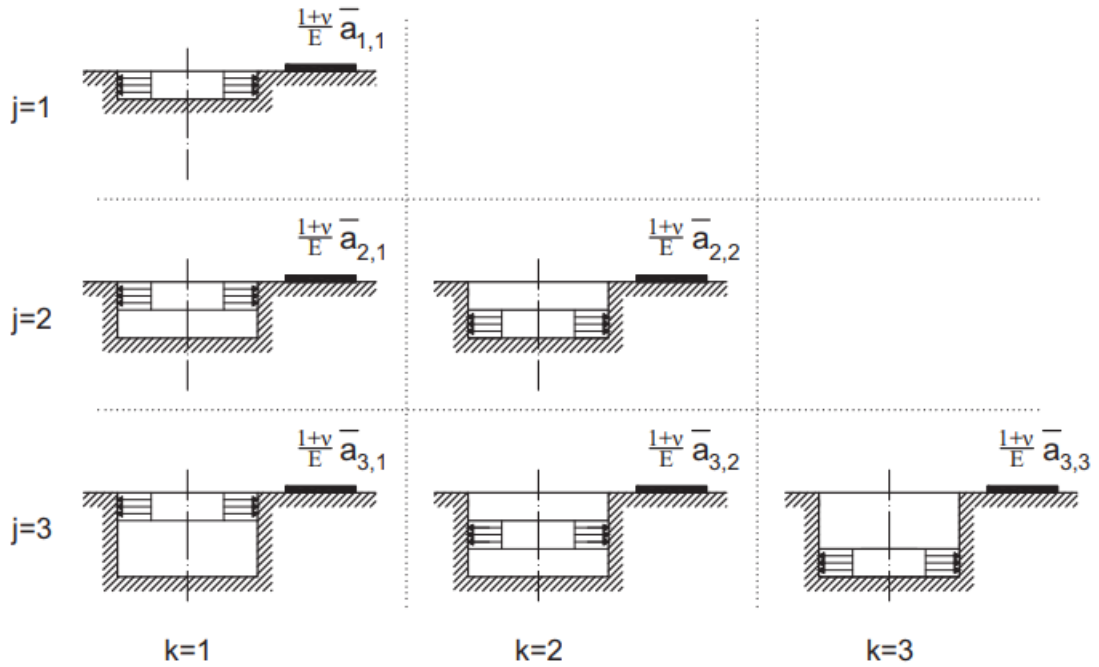 1+ν/E a̅1,1
j=1
1+ν/E a̅2,1 1+ν/E a̅2,2
j=2
1+ν/E a̅3,1 1+ν/E a̅3,2 1+ν/E a̅3,3
j=3
k=1 k=2 k=3